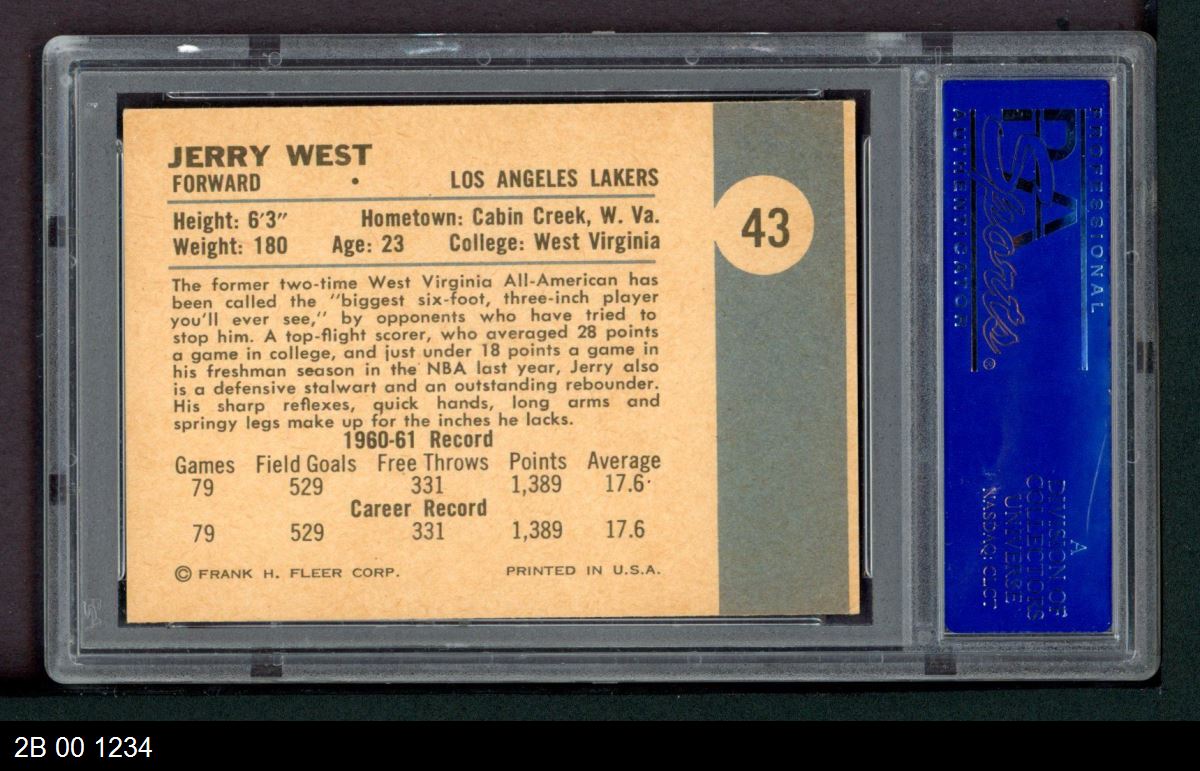 JERRY WEST
FORWARD • LOS ANGELES LAKERS
Height: 6'3" Hometown: Cabin Creek, W. Va.
Weight: 180 Age: 23 College: West Virginia
43
The former two-time West Virginia All-American has
been called the "biggest six-foot, three-inch player
you'll ever see," by opponents who have tried to
stop him. A top-flight scorer, who averaged 28 points
a game in college, and just under 18 points a game in
his freshman season in the NBA last year, Jerry also
is a defensive stalwart and an outstanding rebounder.
His sharp reflexes, quick hands, long arms and
springy legs make up for the inches he lacks.
1960-61 Record
Games Field Goals Free Throws Points Average
79 529 331 1,389 17.6
Career Record
79 529 331 1,389 17.6
© FRANK H. FLEER CORP. PRINTED IN U.S.A.
PROFESSIONAL
PSA
Sports®
AUTHENTICATOR
A
DIVISION OF
COLLECTORS
UNIVERSE
NASDAQ: CLCT
2B 00 1234